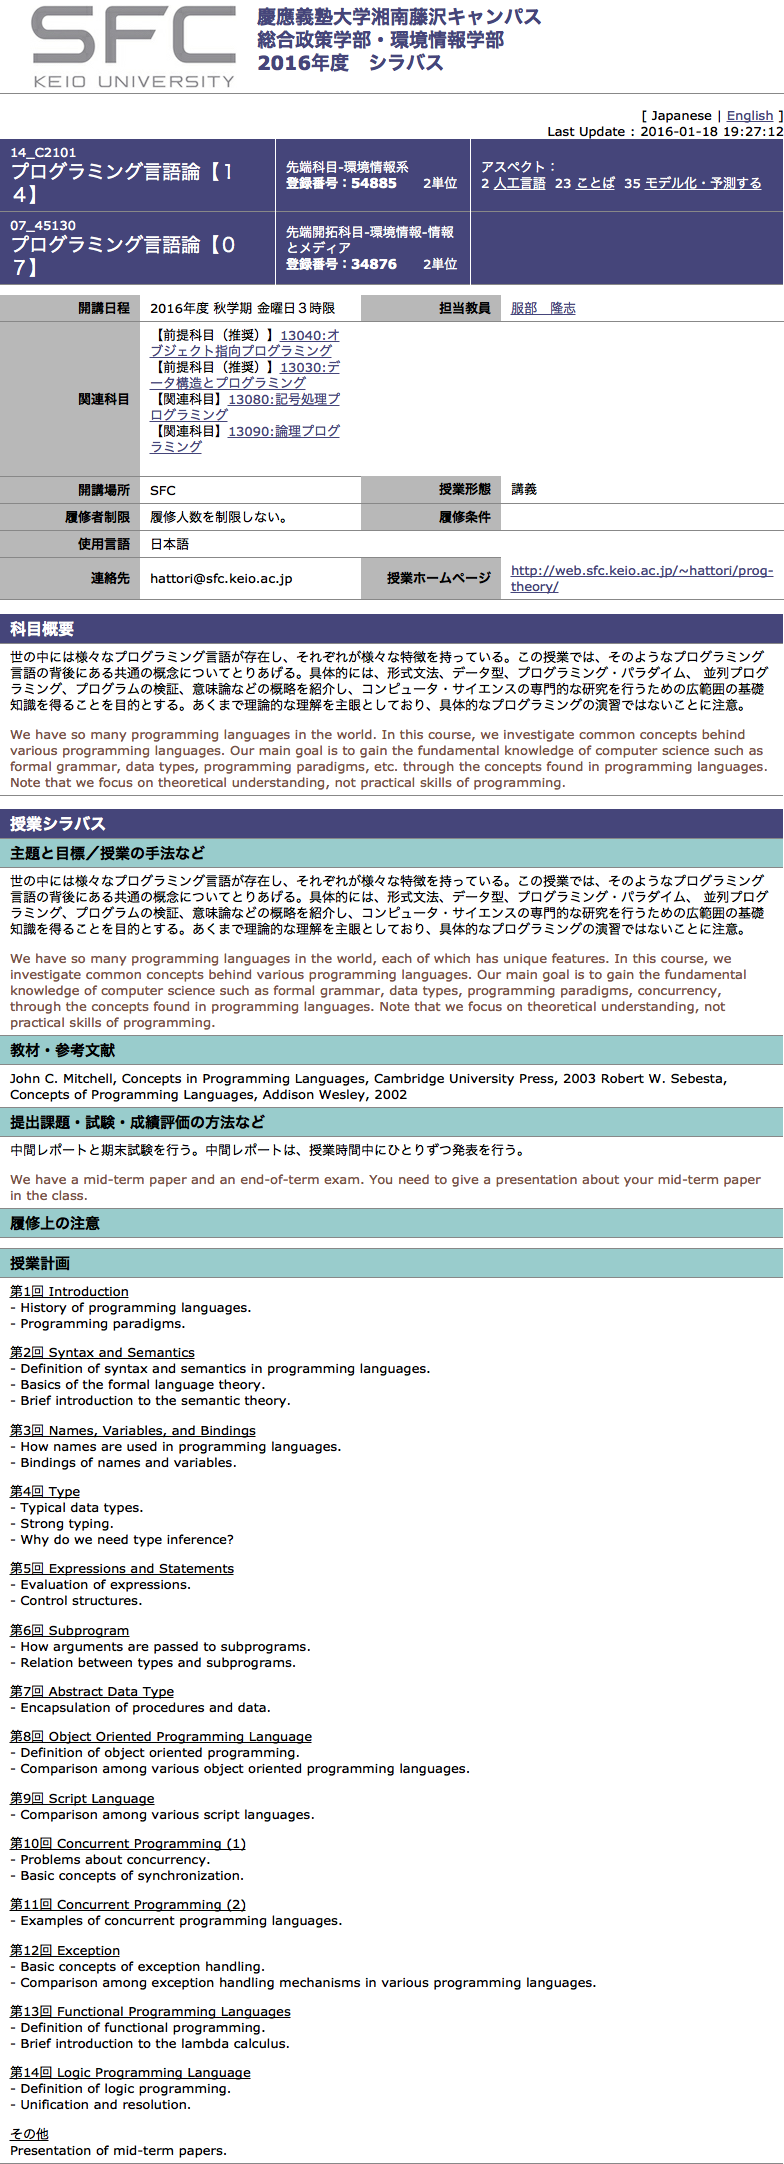 SFC
KEIO UNIVERSITY
慶應義塾大学湘南藤沢キャンパス
総合政策学部・環境情報学部
2016年度　シラバス
[ Japanese | English ]
Last Update : 2016-01-18 19:27:12
14_C2101
プログラミング言語論【１
４】
先端科目-環境情報系
登録番号：54885 2単位
アスペクト：
2 人工言語 23 ことば 35 モデル化・予測する
07_45130
プログラミング言語論【０
７】
先端開拓科目-環境情報-情報
とメディア
登録番号：34876 2単位
開講日程 2016年度 秋学期 金曜日３時限 担当教員 服部　隆志
関連科目
【前提科目（推奨）】13040:オ
ブジェクト指向プログラミング
【前提科目（推奨）】13030:デ
ータ構造とプログラミング
【関連科目】13080:記号処理プ
ログラミング
【関連科目】13090:論理プログ
ラミング
開講場所 SFC 授業形態 講義
履修者制限 履修人数を制限しない。 履修条件
使用言語 日本語
連絡先 hattori@sfc.keio.ac.jp 授業ホームページ http://web.sfc.keio.ac.jp/~hattori/prog-
theory/
科目概要
世の中には様々なプログラミング言語が存在し、それぞれが様々な特徴を持っている。この授業では、そのようなプログラミング
言語の背後にある共通の概念についてとりあげる。具体的には、形式文法、データ型、プログラミング・パラダイム、 並列プログ
ラミング、プログラムの検証、意味論などの概略を紹介し、コンピュータ・サイエンスの専門的な研究を行うための広範囲の基礎
知識を得ることを目的とする。あくまで理論的な理解を主眼としており、具体的なプログラミングの演習ではないことに注意。
We have so many programming languages in the world. In this course, we investigate common concepts behind
various programming languages. Our main goal is to gain the fundamental knowledge of computer science such as
formal grammar, data types, programming paradigms, etc. through the concepts found in programming languages.
Note that we focus on theoretical understanding, not practical skills of programming.
授業シラバス
主題と目標／授業の手法など
世の中には様々なプログラミング言語が存在し、それぞれが様々な特徴を持っている。この授業では、そのようなプログラミング
言語の背後にある共通の概念についてとりあげる。具体的には、形式文法、データ型、プログラミング・パラダイム、 並列プログ
ラミング、プログラムの検証、意味論などの概略を紹介し、コンピュータ・サイエンスの専門的な研究を行うための広範囲の基礎
知識を得ることを目的とする。あくまで理論的な理解を主眼としており、具体的なプログラミングの演習ではないことに注意。
We have so many programming languages in the world, each of which has unique features. In this course, we
investigate common concepts behind various programming languages. Our main goal is to gain the fundamental
knowledge of computer science such as formal grammar, data types, programming paradigms, concurrency,
through the concepts found in programming languages. Note that we focus on theoretical understanding, not
practical skills of programming.
教材・参考文献
John C. Mitchell, Concepts in Programming Languages, Cambridge University Press, 2003 Robert W. Sebesta,
Concepts of Programming Languages, Addison Wesley, 2002
提出課題・試験・成績評価の方法など
中間レポートと期末試験を行う。中間レポートは、授業時間中にひとりずつ発表を行う。
We have a mid-term paper and an end-of-term exam. You need to give a presentation about your mid-term paper
in the class.
履修上の注意
授業計画
第1回 Introduction
- History of programming languages.
- Programming paradigms.
第2回 Syntax and Semantics
- Definition of syntax and semantics in programming languages.
- Basics of the formal language theory.
- Brief introduction to the semantic theory.
第3回 Names, Variables, and Bindings
- How names are used in programming languages.
- Bindings of names and variables.
第4回 Type
- Typical data types.
- Strong typing.
- Why do we need type inference?
第5回 Expressions and Statements
- Evaluation of expressions.
- Control structures.
第6回 Subprogram
- How arguments are passed to subprograms.
- Relation between types and subprograms.
第7回 Abstract Data Type
- Encapsulation of procedures and data.
第8回 Object Oriented Programming Language
- Definition of object oriented programming.
- Comparison among various object oriented programming languages.
第9回 Script Language
- Comparison among various script languages.
第10回 Concurrent Programming (1)
- Problems about concurrency.
- Basic concepts of synchronization.
第11回 Concurrent Programming (2)
- Examples of concurrent programming languages.
第12回 Exception
- Basic concepts of exception handling.
- Comparison among exception handling mechanisms in various programming languages.
第13回 Functional Programming Languages
- Definition of functional programming.
- Brief introduction to the lambda calculus.
第14回 Logic Programming Language
- Definition of logic programming.
- Unification and resolution.
その他
Presentation of mid-term papers.